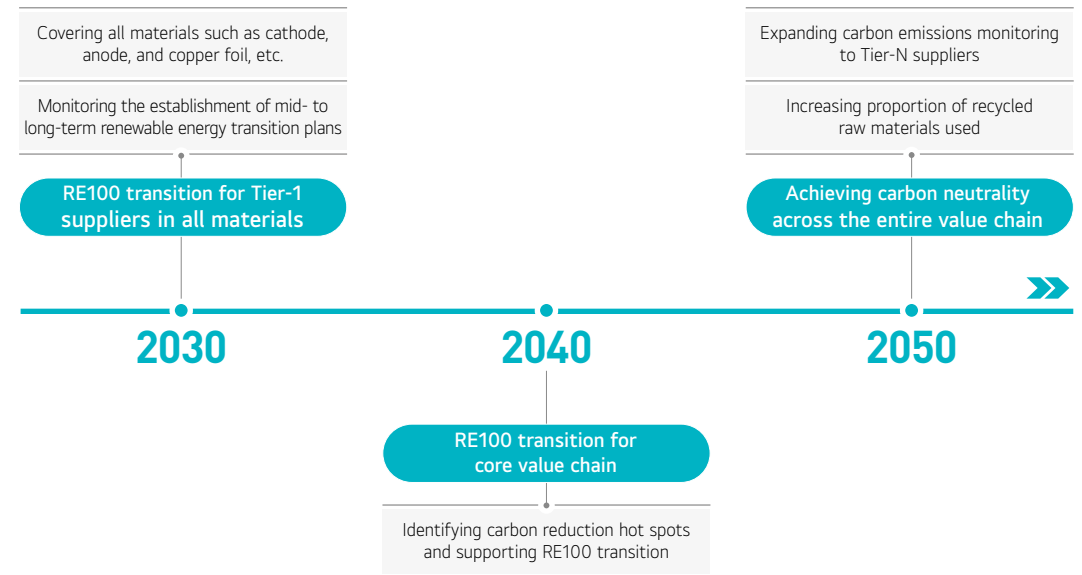 Covering all materials such as cathode,
anode, and copper foil, etc.
Monitoring the establishment of mid- to
long-term renewable energy transition plans
RE100 transition for Tier-1
suppliers in all materials
2030
2040
RE100 transition for
core value chain
Identifying carbon reduction hot spots
and supporting RE100 transition
Expanding carbon emissions monitoring
to Tier-N suppliers
Increasing proportion of recycled
raw materials used
Achieving carbon neutrality
across the entire value chain
2050